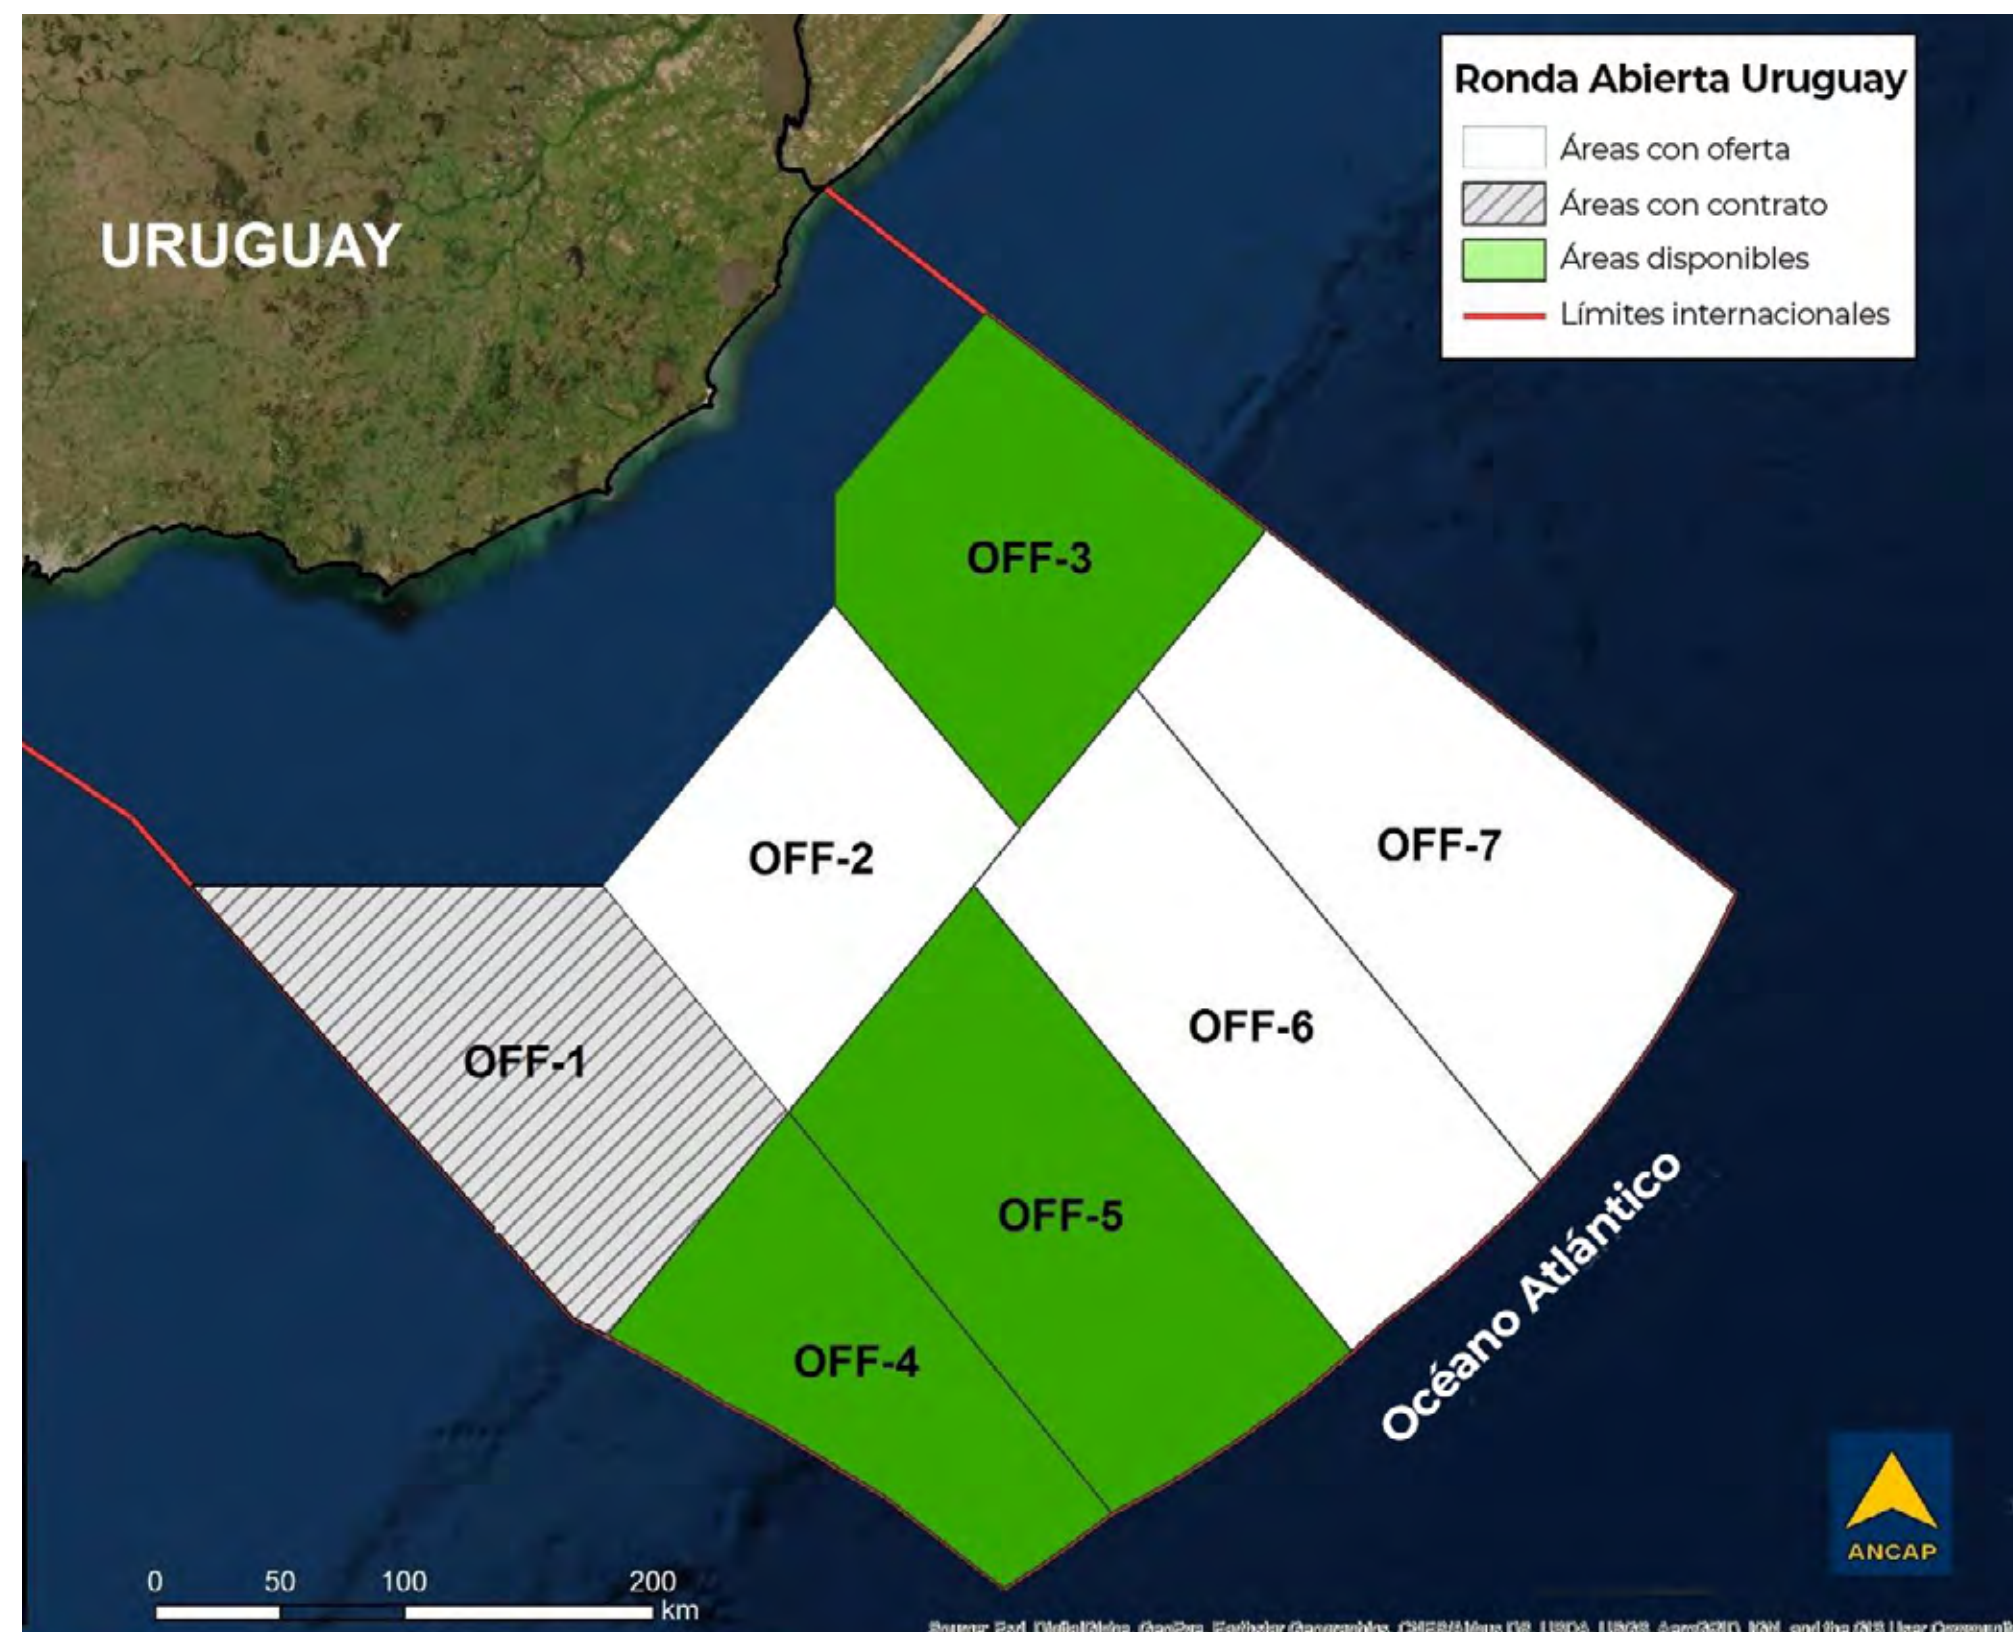 Ronda Abierta Uruguay
Áreas con oferta
Áreas con contrato
Áreas disponibles
Límites internacionales
URUGUAY
OFF-3
OFF-7
OFF-2
OFF-6
OFF-1
OFF-5
OFF-4
Océano Atlántico
ANCAP
0 50 100 200
km